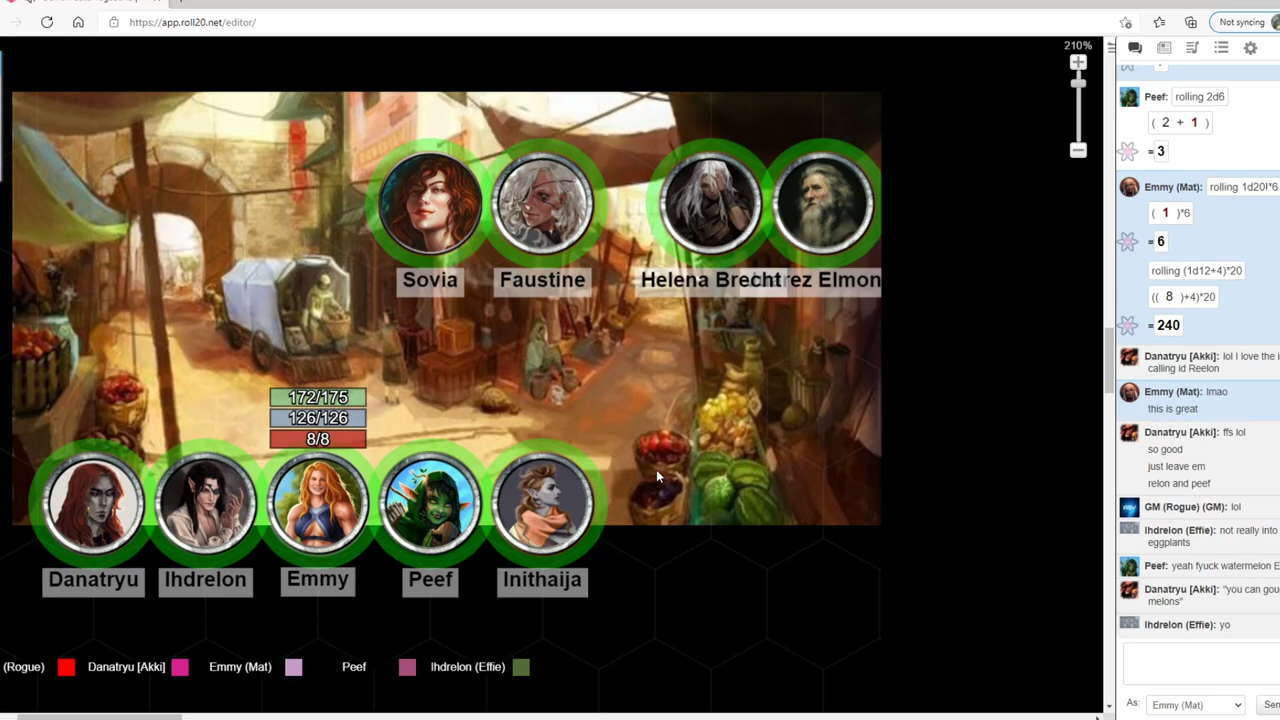 https://app.roll20.net/editor/
Not syncing
210%
Peef: rolling 2d6
( 2 + 1 )
= 3
Emmy (Mat): rolling 1d20!*6
( 1 )*6
= 6
rolling (1d12+4)*20
(( 8 )+4)*20
= 240
Danatryu [Akki]: lol I love the i
calling id Reelon
Emmy (Mat): lmao
this is great
Danatryu [Akki]: ffs lol
so good
just leave em
relon and peef
GM (Rogue) (GM): lol
Ihdrelon (Effie): not really into
eggplants
Peef: yeah fyuck watermelon E
Danatryu [Akki]: "you can gou
melons"
Ihdrelon (Effie): yo
As: Emmy (Mat)
Sen
Sovia
Faustine
Helena Brecht
rez Elmon
172/175
126/126
8/8
Danatryu
Ihdrelon
Emmy
Peef
Inithaija
(Rogue) Danatryu [Akki] Emmy (Mat) Peef Ihdrelon (Effie)